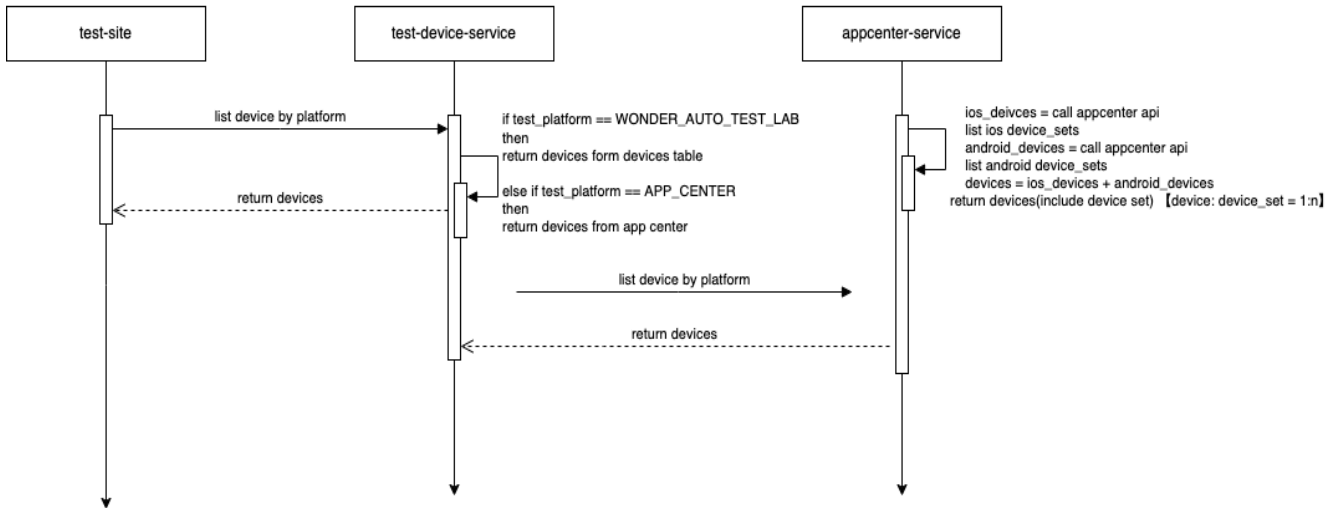 test-site
test-device-service
appcenter-service
list device by platform
if test_platform == WONDER_AUTO_TEST_LAB
then
return devices form devices table
else if test_platform == APP_CENTER
then
return devices from app center
return devices
ios_deivces = call appcenter api
list ios device_sets
android_devices = call appcenter api
list android device_sets
devices = ios_devices + android_devices
return devices(include device set) 【device: device_set = 1:n】
list device by platform
return devices